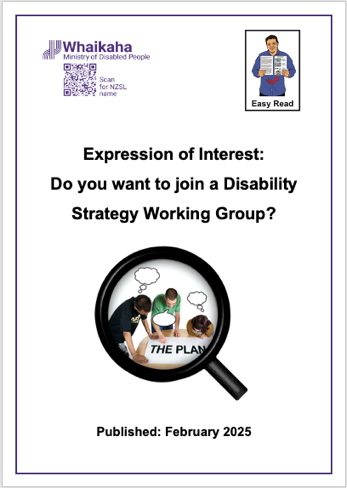 Whaikaha
Ministry of Disabled People
Scan
for NZSL
name
Easy Read
Expression of Interest:
Do you want to join a Disability
Strategy Working Group?
THE PLAN
Published: February 2025